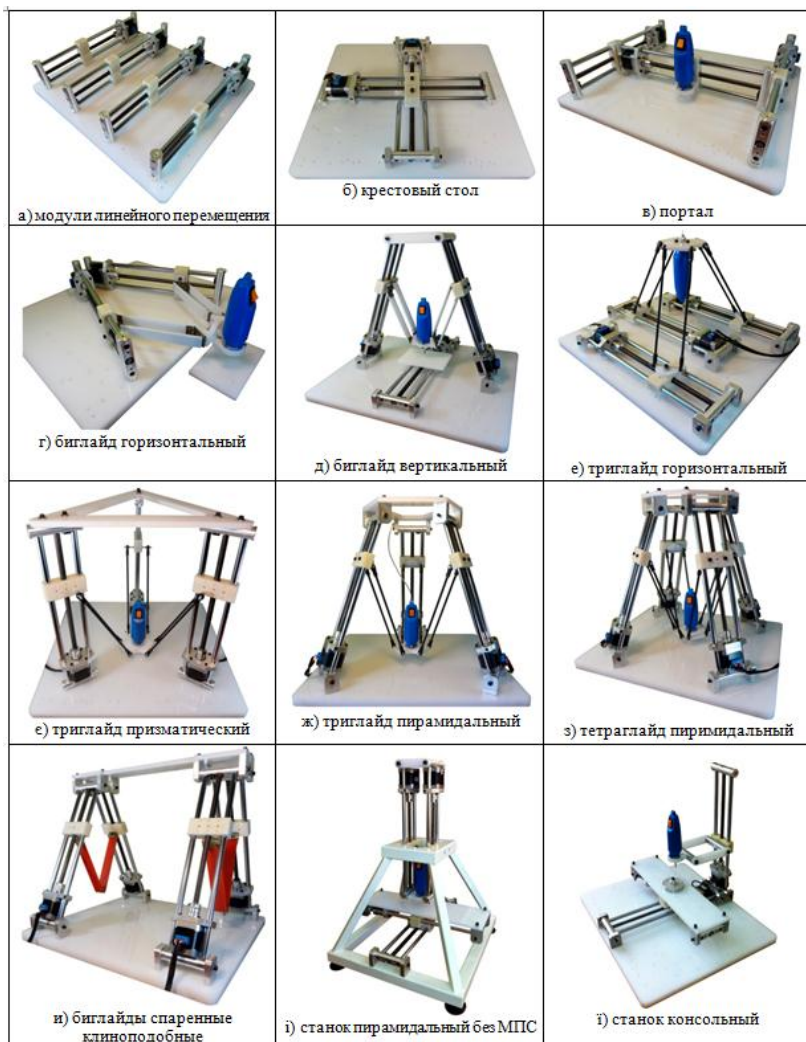 а) модули линейного перемещения
б) крестовый стол
в) портал
г) биглайд горизонтальный
д) биглайд вертикальный
е) триглайд горизонтальный
є) триглайд призматический
ж) триглайд пирамидальный
з) тетраглайд пиримидальный
и) биглайды спаренные
клиноподобные
і) станок пирамидальный без МПС
ї) станок консольный